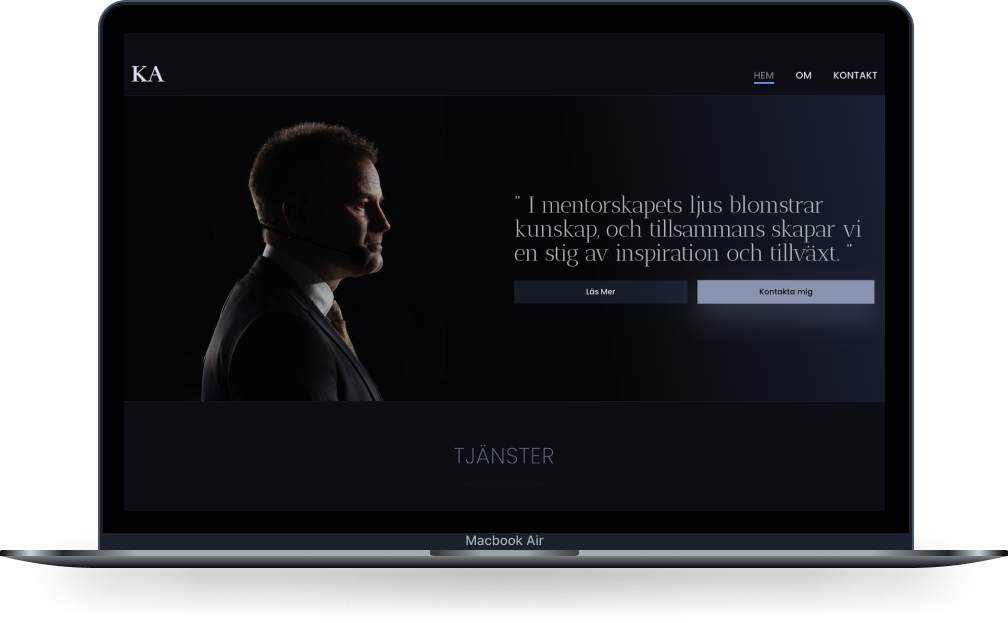 KA
HEM OM KONTAKT
" I mentorskapets ljus blomstrar
kunskap, och tillsammans skapar vi
en stig av inspiration och tillväxt. "
Läs Mer
Kontakta mig
TJÄNSTER
Macbook Air